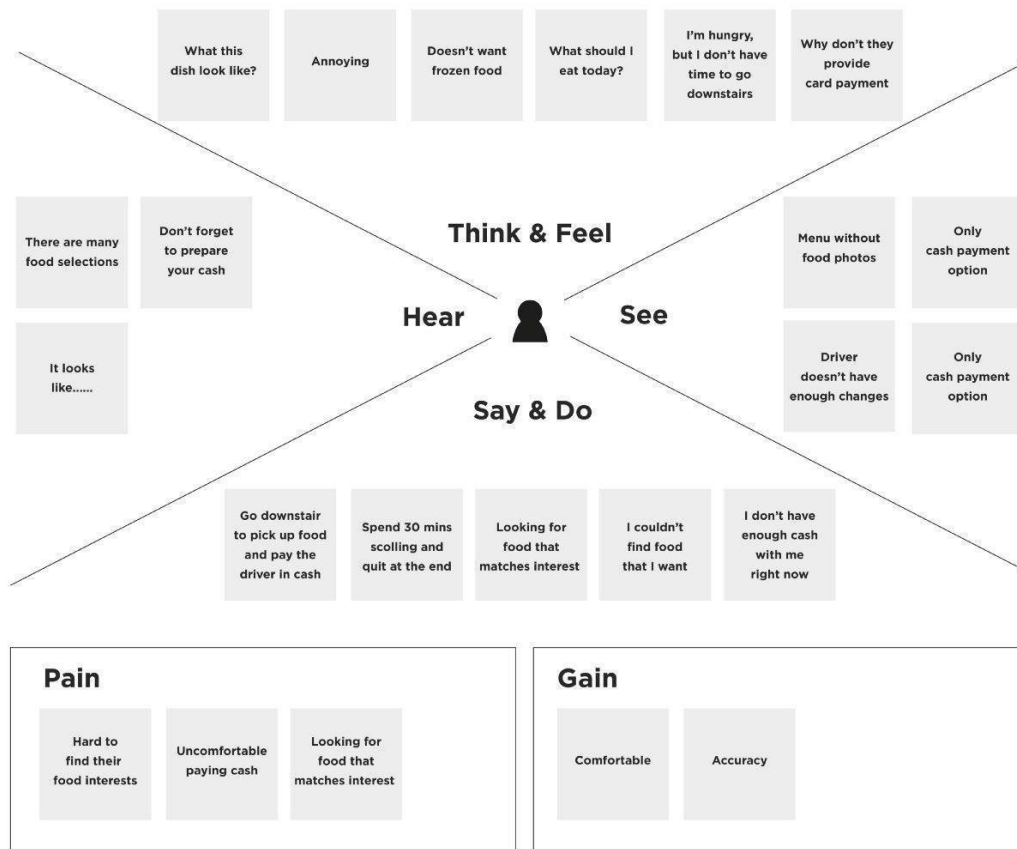 What this
dish look like?
Annoying
Doesn't want
frozen food
What should I
eat today?
I'm hungry,
but I don't have
time to go
downstairs
Why don't they
provide
card payment
Think & Feel
There are many
food selections
Don't forget
to prepare
your cash
It looks
like......
Hear
See
Menu without
food photos
Only
cash payment
option
Driver
doesn't have
enough changes
Only
cash payment
option
Say & Do
Go downstair
to pick up food
and pay the
driver in cash
Spend 30 mins
scolling and
quit at the end
Looking for
food that
matches interest
I couldn't
find food
that I want
I don't have
enough cash
with me
right now
Pain
Hard to
find their
food interests
Uncomfortable
paying cash
Looking for
food that
matches interest
Gain
Comfortable
Accuracy